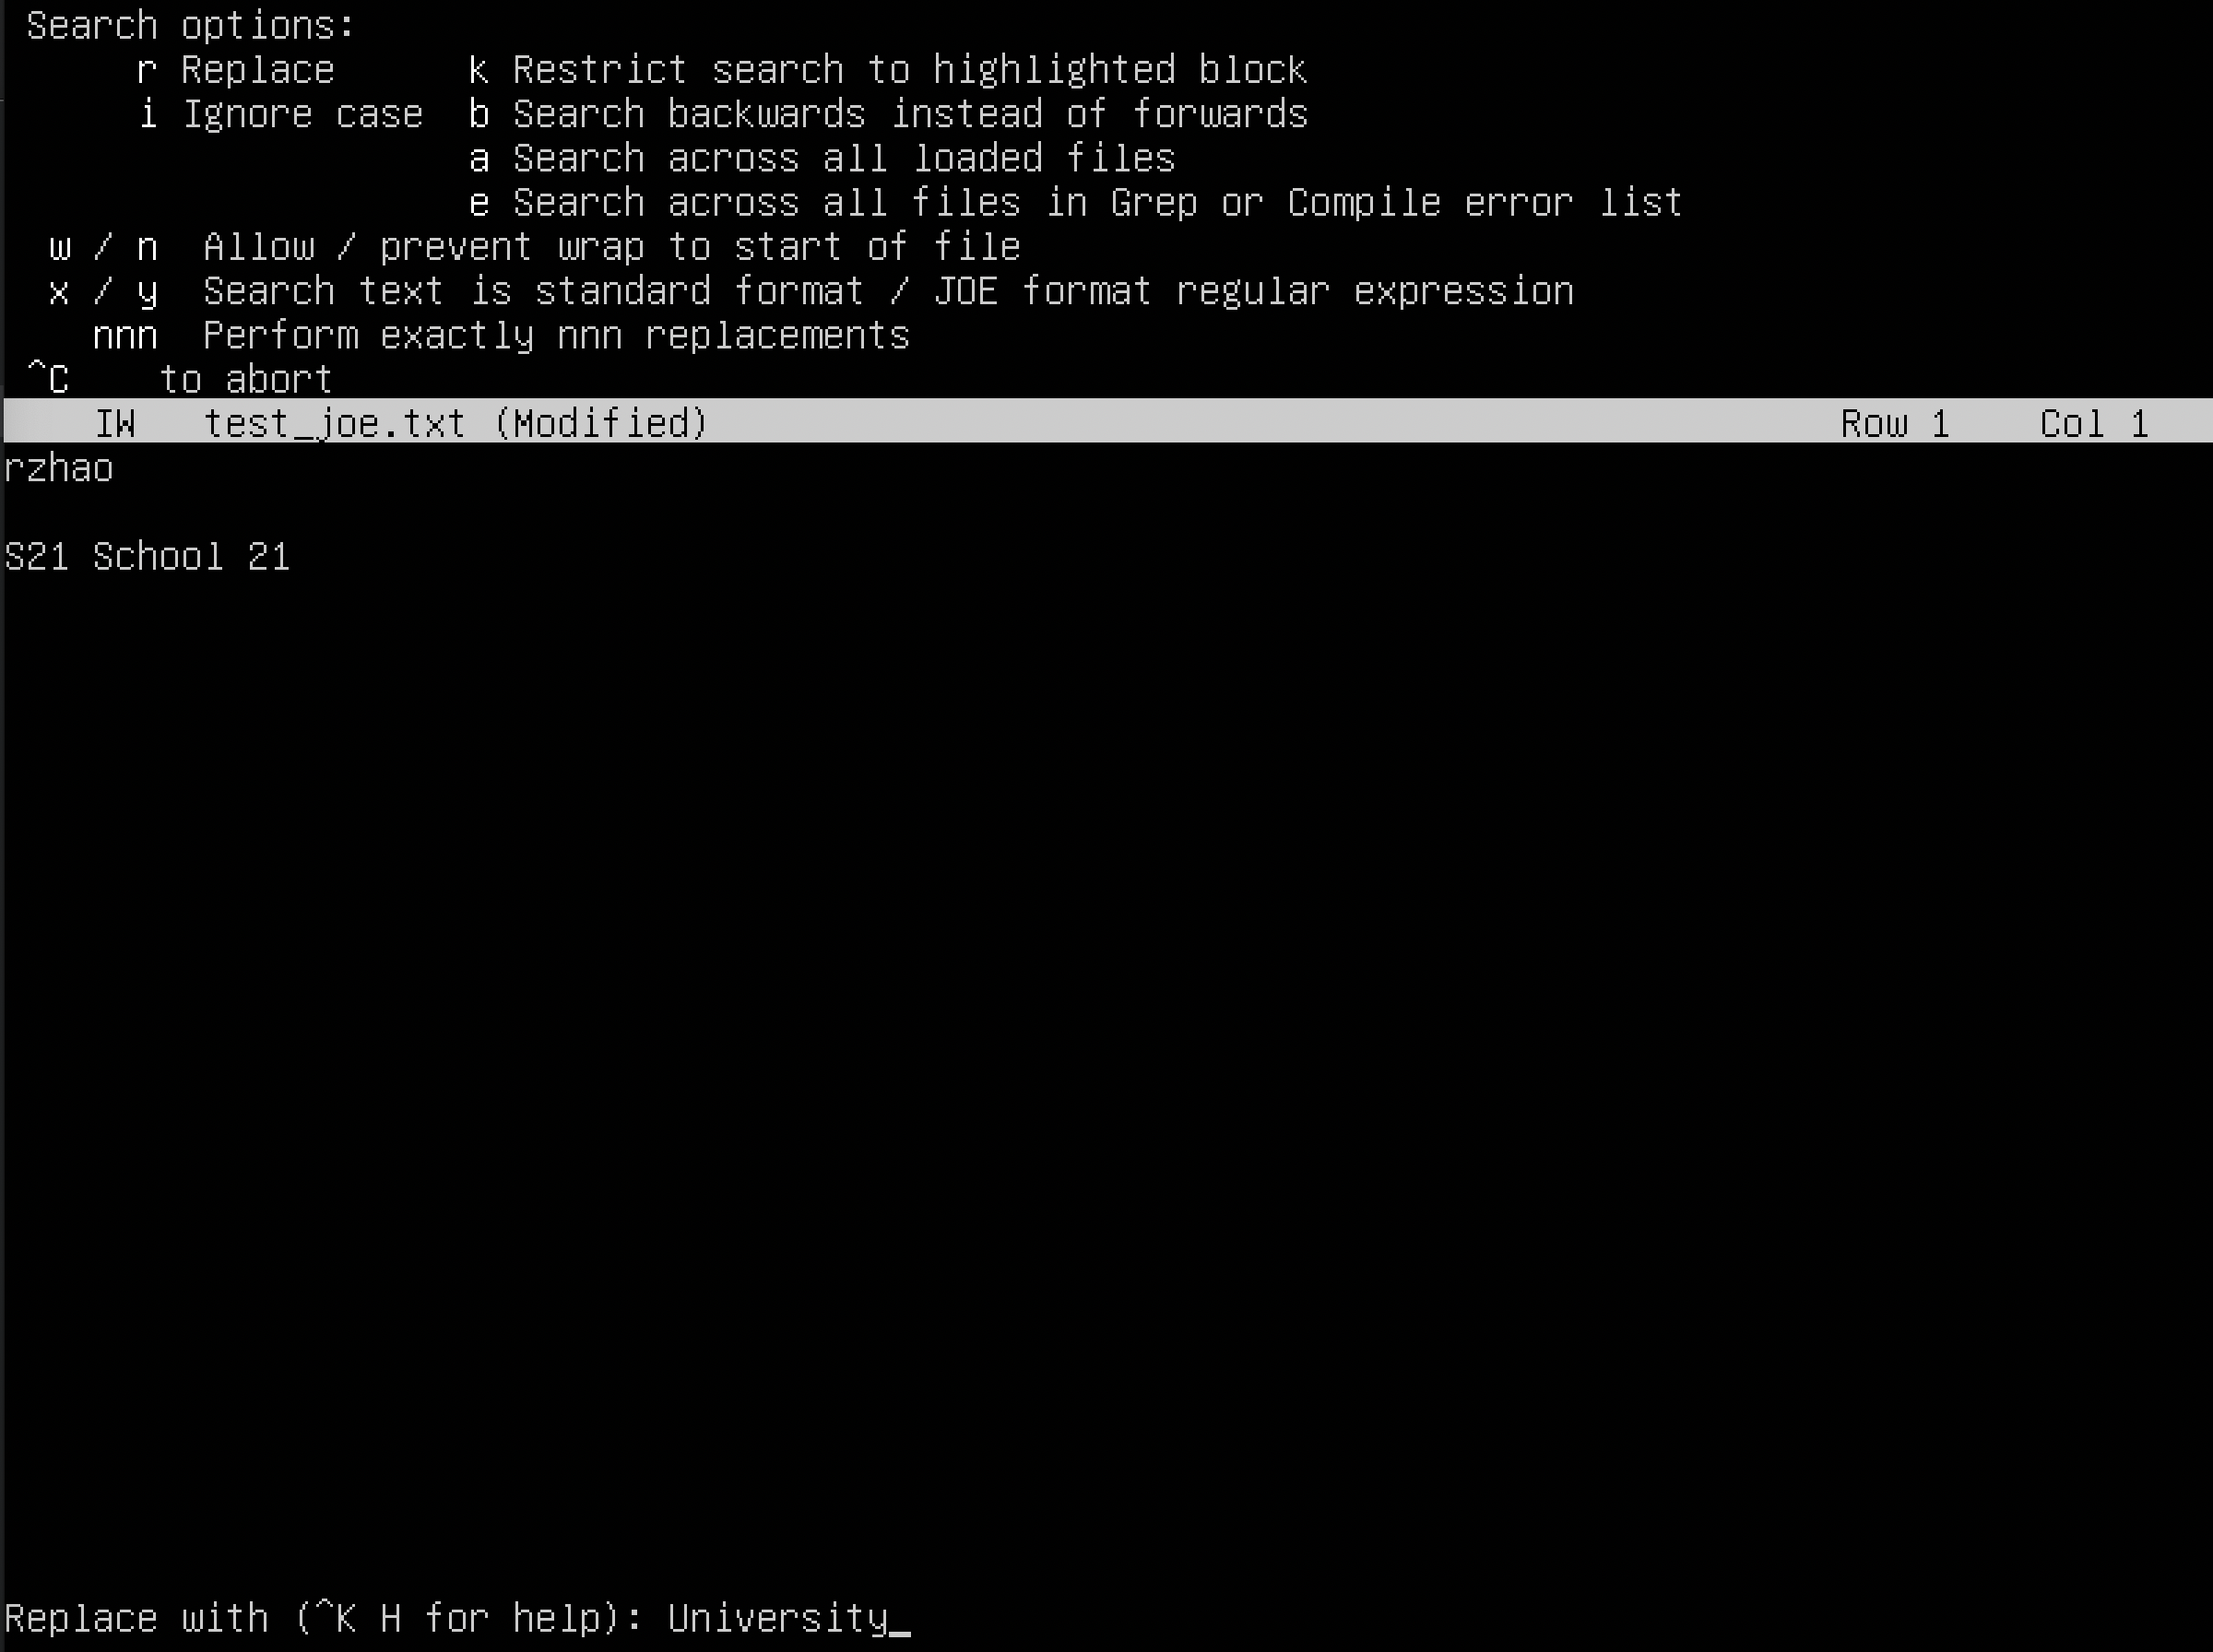 Search options:
r Replace k Restrict search to highlighted block
i Ignore case b Search backwards instead of forwards
a Search across all loaded files
e Search across all files in Grep or Compile error list
w / n Allow / prevent wrap to start of file
x / y Search text is standard format / JOE format regular expression
nnn Perform exactly nnn replacements
^C to abort
IW test_joe.txt (Modified) Row 1 Col 1
rzhao
S21 School 21
Replace with (^K H for help): University_